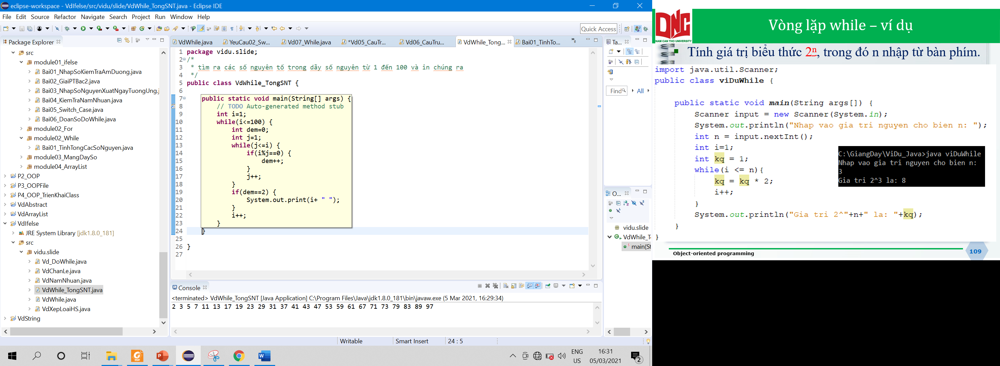 eclipse-workspace - VdIfelse/src/vidu/slide/VdWhile_TongSNT.java - Eclipse IDE
File Edit Source Refactor Navigate Search Project Run Window Help
Quick Access
Package Explorer
src
module01_ifelse
Bai01_NhapSoKiemTraAmDuong.java
Bai02_GiaiPTBac2.java
Bai03_NhapSoNguyenXuatNgayTuongUng.j
Bai04_KiemTraNamNhuan.java
Bai05_Switch_Case.java
Bai06_DoanSoDoWhile.java
module02_For
module02_While
Bai01_TinhTongCacSoNguyen.java
module03_MangDaySo
module04_ArrayList
P2_OOP
P3_OOPFile
P4_OOP_TrienKhaiClass
VdAbstract
VdArrayList
VdIfelse
JRE System Library [jdk1.8.0_181]
src
vidu.slide
Vd_DoWhile.java
VdChanLe.java
VdNamNhuan.java
VdWhile_TongSNT.java
VdWhile.java
VdXepLoaiHS.java
VdString
VdWhile.java YeuCau02_Sw... Vd07_While.java *Vd05_CauTr... Vd06_CauTru... VdWhile_Tong... Bai01_TinhTo... »6
1 package vidu.slide;
2 /*
3 * tìm ra các số nguyên tố trong dãy số nguyên từ 1 đến 100 và in chúng ra
4 */
5 public class VdWhile_TongSNT {
6
7 public static void main(String[] args) {
8 // TODO Auto-generated method stub
9 int i=1;
10 while(i<=100) {
11 int dem=0;
12 int j=1;
13 while(j<=i) {
14 if(i%j==0) {
15 dem++;
16 }
17 j++;
18 }
19 if(dem==2) {
20 System.out.print(i+ " ");
21 }
22 i++;
23 }
24 }
25
26 }
27
Ta...
Find All
O...
vidu.slide
VdWhile_T
main(St
Console
<terminated> VdWhile_TongSNT [Java Application] C:\Program Files\Java\jdk1.8.0_181\bin\javaw.exe (5 Mar 2021, 16:29:34)
2 3 5 7 11 13 17 19 23 29 31 37 41 43 47 53 59 61 67 71 73 79 83 89 97
Writable Smart Insert 24 : 5
ENG
US
16:31
05/03/2021
2
DNC
NAM CAN THO UNIVERSITY
Vòng lặp while – ví dụ
Tính giá trị biểu thức 2ⁿ, trong đó n nhập từ bàn phím.
import java.util.Scanner;
public class viDuWhile {
public static void main(String args[]) {
Scanner input = new Scanner(System.in);
System.out.println("Nhap vao gia tri nguyen cho bien n: ");
int n = input.nextInt();
int i=1;
int kq = 1;
while(i <= n){
kq = kq * 2;
i++;
}
System.out.println("Gia tri 2^"+n+" la: "+kq);
}
}
C:\GiangDay\ViDu_Java>java viDuWhile
Nhap vao gia tri nguyen cho bien n:
3
Gia tri 2^3 la: 8
Object-oriented programming
109